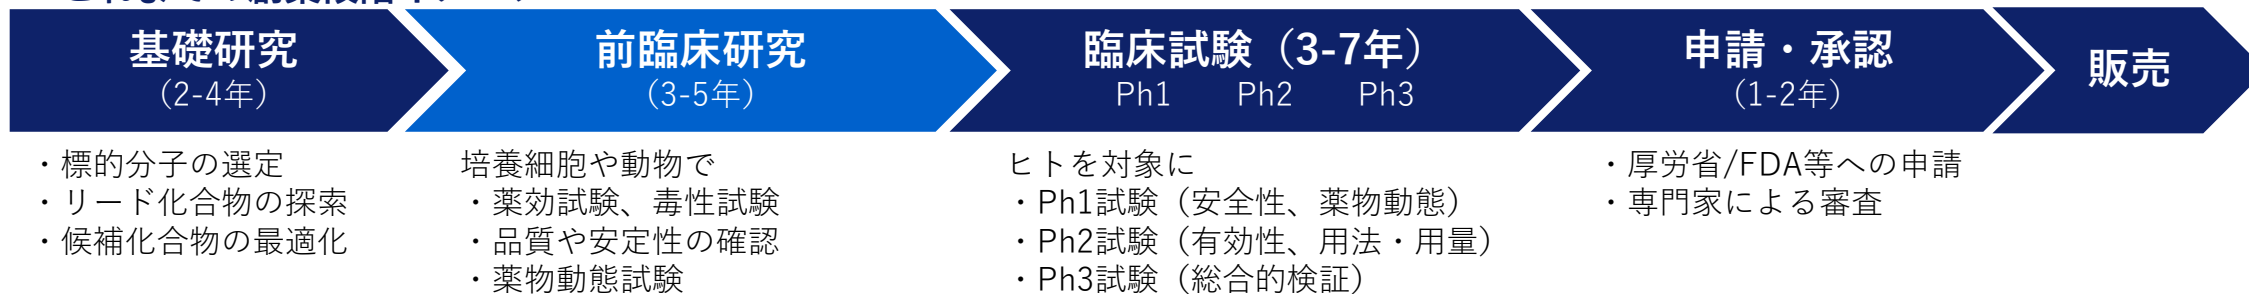 基礎研究
（2-4年）
前臨床研究
（3-5年）
臨床試験（3-7年）
Ph1 Ph2 Ph3
申請・承認
（1-2年）
販売
・標的分子の選定
・リード化合物の探索
・候補化合物の最適化
培養細胞や動物で
・薬効試験、毒性試験
・品質や安定性の確認
・薬物動態試験
ヒトを対象に
・Ph1試験（安全性、薬物動態）
・Ph2試験（有効性、用法・用量）
・Ph3試験（総合的検証）
・厚労省/FDA等への申請
・専門家による審査